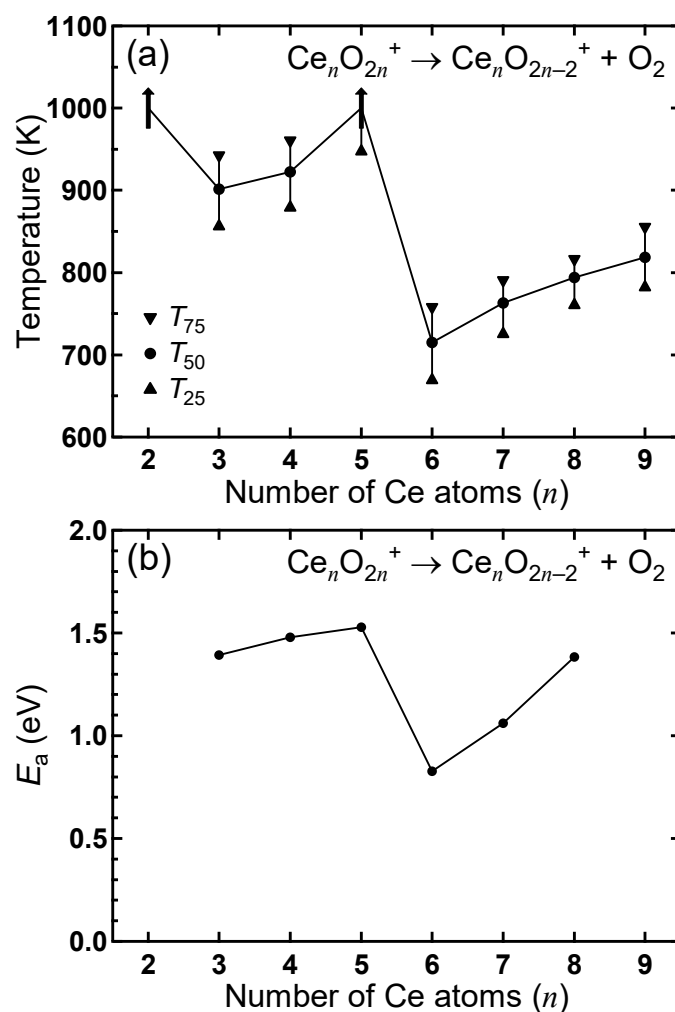 (a) CeₙO₂ₙ⁺ → CeₙO₂ₙ₋₂⁺ + O₂
1100
1000
900
800
700
600
Temperature (K)
T₇₅
T₅₀
T₂₅
2 3 4 5 6 7 8 9
Number of Ce atoms (n)
(b) CeₙO₂ₙ⁺ → CeₙO₂ₙ₋₂⁺ + O₂
2.0
1.5
1.0
0.5
0.0
Eₐ (eV)
2 3 4 5 6 7 8 9
Number of Ce atoms (n)